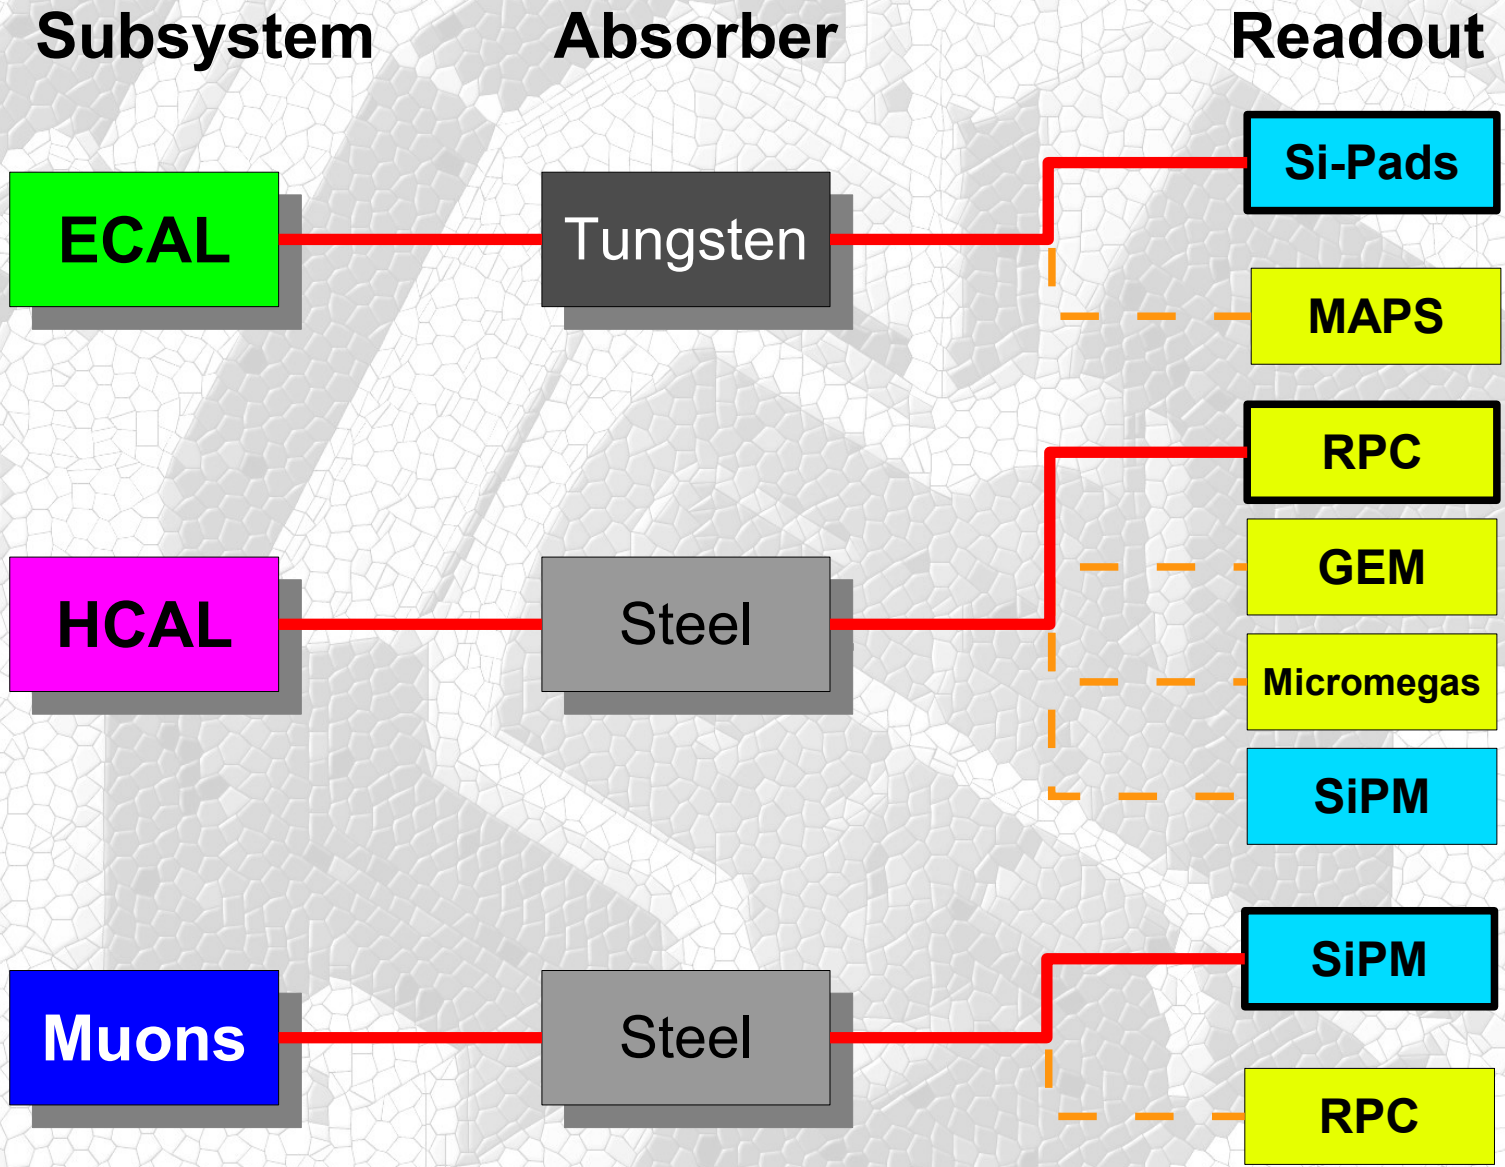 Subsystem Absorber Readout
Si-Pads
ECAL Tungsten
MAPS
RPC
GEM
HCAL Steel
Micromegas
SiPM
SiPM
Muons Steel
RPC